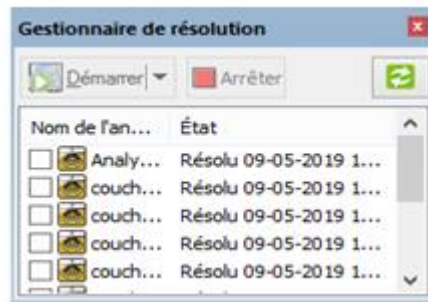 Gestionnaire de résolution
Démarrer Arrêter
Nom de l'an... État
Analy... Résolu 09-05-2019 1...
couch... Résolu 09-05-2019 1...
couch... Résolu 09-05-2019 1...
couch... Résolu 09-05-2019 1...
couch... Résolu 09-05-2019 1...